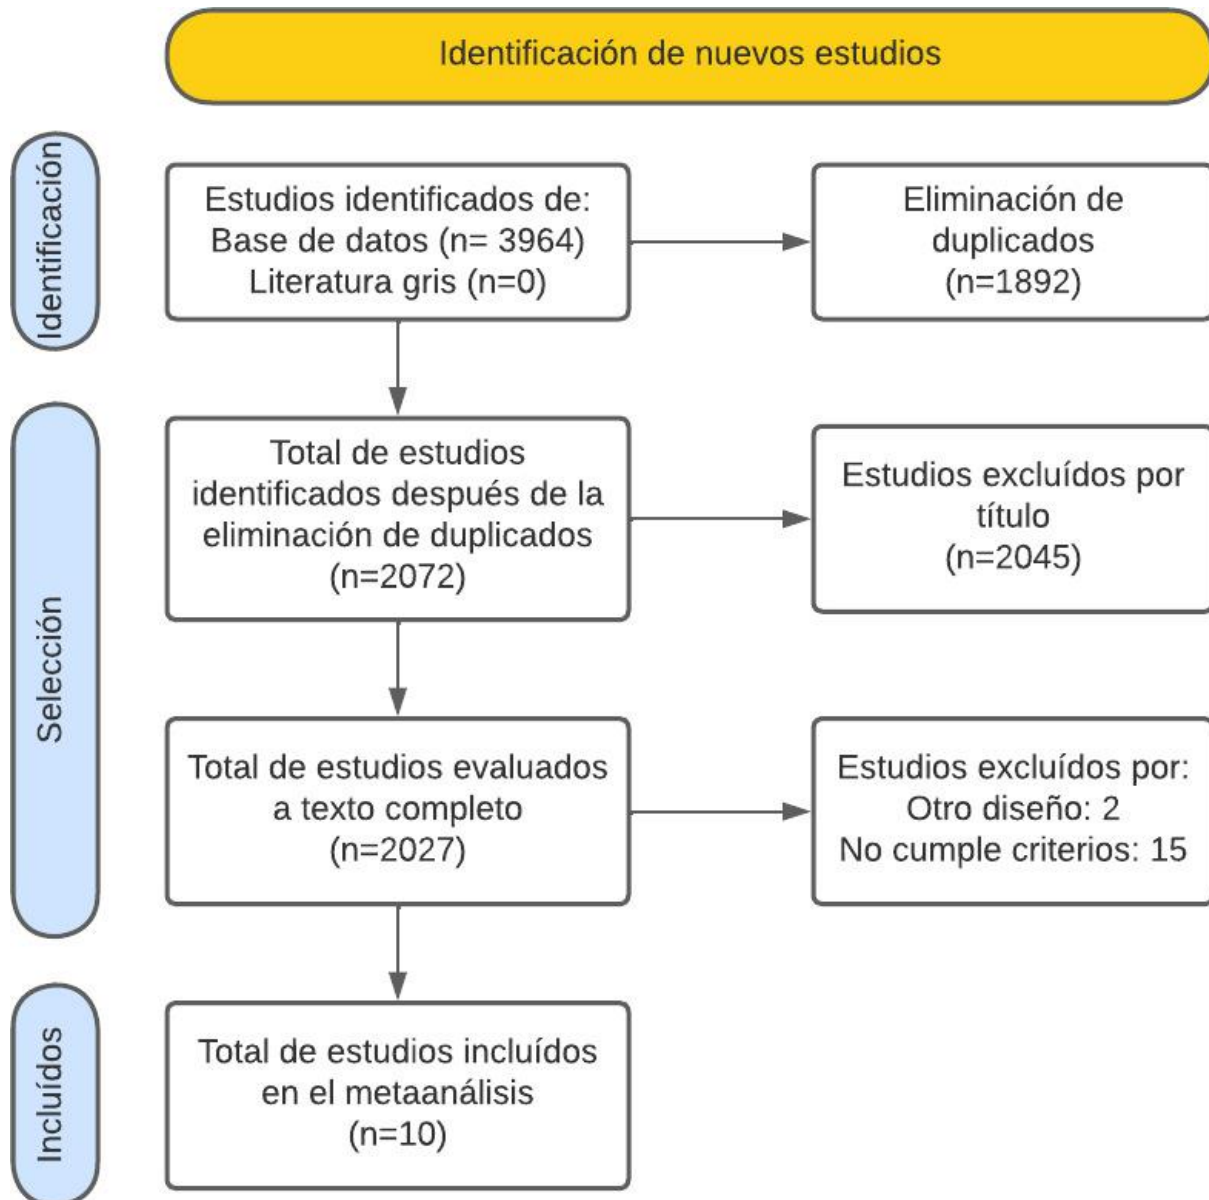 Identificación de nuevos estudios
Identificación
Estudios identificados de:
Base de datos (n= 3964)
Literatura gris (n=0)
Eliminación de
duplicados
(n=1892)
Selección
Total de estudios
identificados después de la
eliminación de duplicados
(n=2072)
Estudios excluídos por
título
(n=2045)
Total de estudios evaluados
a texto completo
(n=2027)
Estudios excluídos por:
Otro diseño: 2
No cumple criterios: 15
Incluídos
Total de estudios incluídos
en el metaanálisis
(n=10)